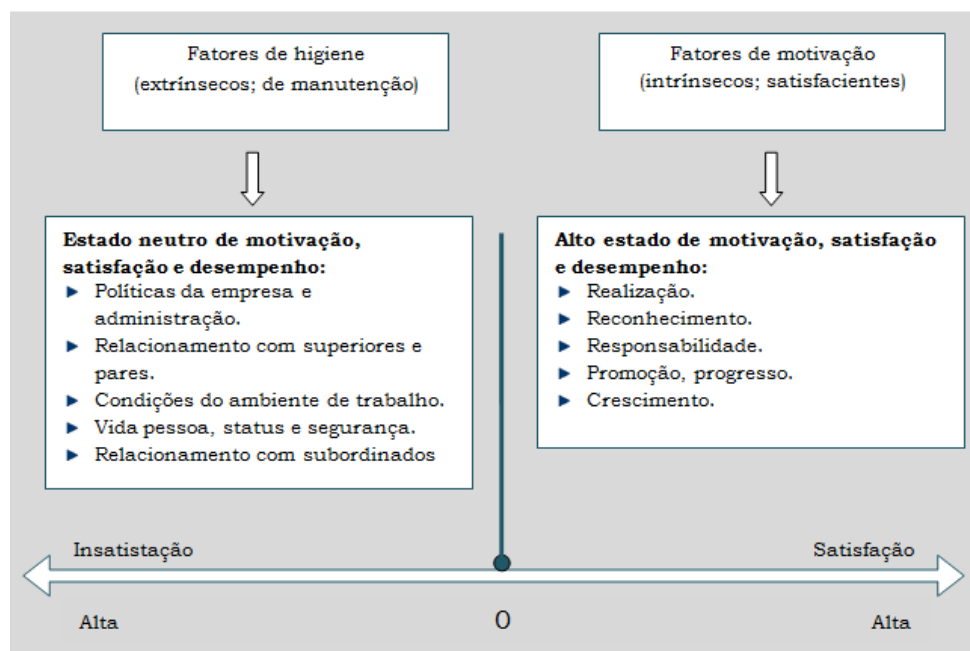 Fatores de higiene
(extrínsecos; de manutenção)
Fatores de motivação
(intrínsecos; satisfacientes)
Estado neutro de motivação,
satisfação e desempenho:
► Políticas da empresa e
administração.
► Relacionamento com superiores e
pares.
► Condições do ambiente de trabalho.
► Vida pessoa, status e segurança.
► Relacionamento com subordinados
Alto estado de motivação, satisfação
e desempenho:
► Realização.
► Reconhecimento.
► Responsabilidade.
► Promoção, progresso.
► Crescimento.
Insatistação
Satisfação
Alta
0
Alta